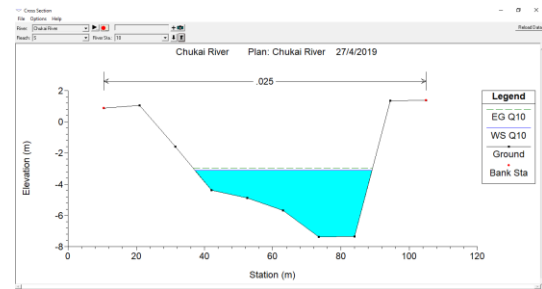 Cross Section
File Options Help
River: Chukai River
Reload Data
Reach: S River Sta.: 10
Chukai River Plan: Chukai River 27/4/2019
.025
Legend
EG Q10
WS Q10
Ground
Bank Sta
Elevation (m)
2
0
-2
-4
-6
-8
0 20 40 60 80 100 120
Station (m)